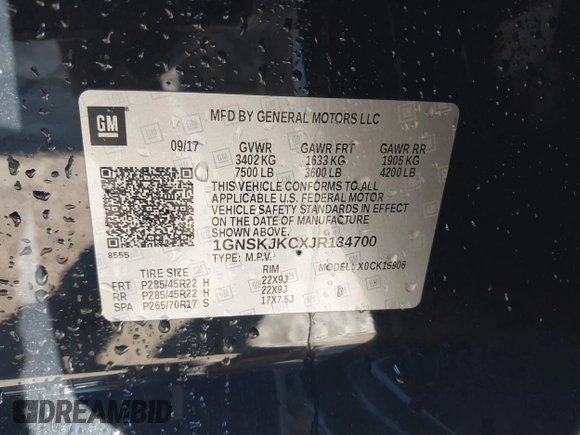 GM
MFD BY GENERAL MOTORS LLC
09/17 GVWR GAWR FRT GAWR RR
3402 KG 1633 KG 1905 KG
7500 LB 3600 LB 4200 LB
THIS VEHICLE CONFORMS TO ALL
APPLICABLE U.S. FEDERAL MOTOR
VEHICLE SAFETY STANDARDS IN
EFFECT ON THE DATE OF MANUFACTURE
SHOWN ABOVE.
8555
1GNSKJKCXJR134700
TYPE: M.P.V. MODEL: X0CK15906
TIRE SIZE RIM
FRT P285/45R22 H 22X9J
RR P285/45R22 H 22X9J
SPA P265/70R17 S 17X7.5J
DREAMBID